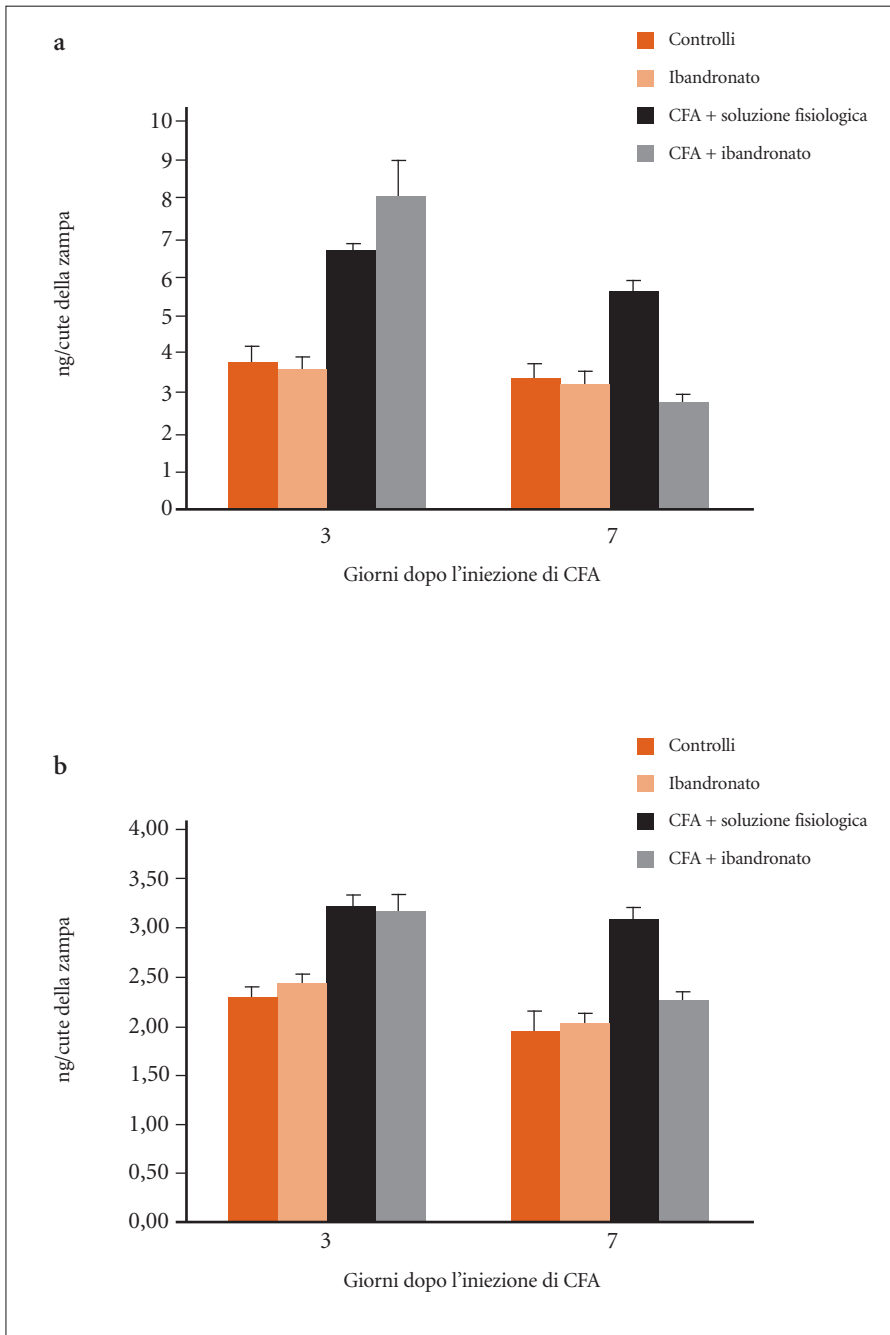 a
Controlli
Ibandronato
CFA + soluzione fisiologica
CFA + ibandronato
ng/cute della zampa
10
9
8
7
6
5
4
3
2
1
0
3 7
Giorni dopo l'iniezione di CFA
b
Controlli
Ibandronato
CFA + soluzione fisiologica
CFA + ibandronato
ng/cute della zampa
4,00
3,50
3,00
2,50
2,00
1,50
1,00
0,50
0,00
3 7
Giorni dopo l'iniezione di CFA